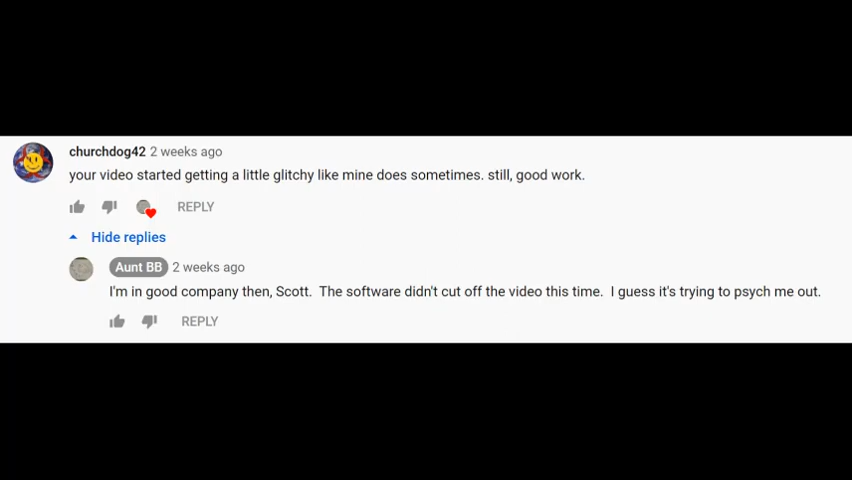 churchdog42 2 weeks ago
your video started getting a little glitchy like mine does sometimes. still, good work.
REPLY
Hide replies
Aunt BB 2 weeks ago
I'm in good company then, Scott.  The software didn't cut off the video this time.  I guess it's trying to psych me out.
REPLY